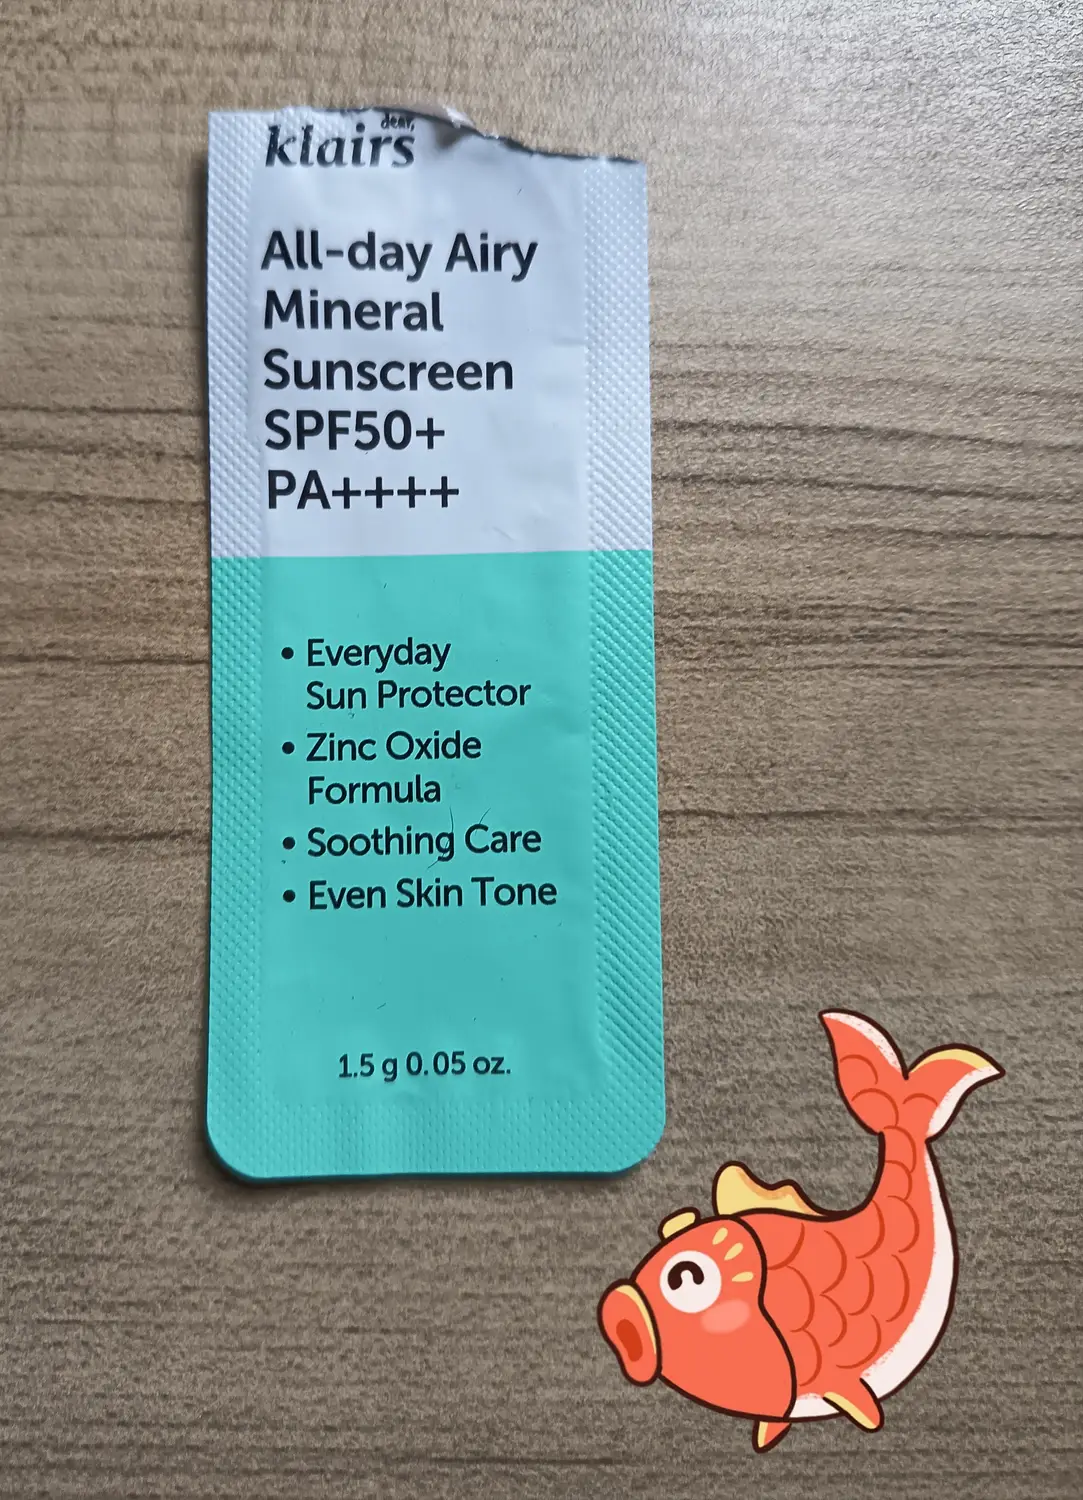 dear,
klairs
All-day Airy
Mineral
Sunscreen
SPF50+
PA++++
• Everyday
Sun Protector
• Zinc Oxide
Formula
• Soothing Care
• Even Skin Tone
1.5 g 0.05 oz.